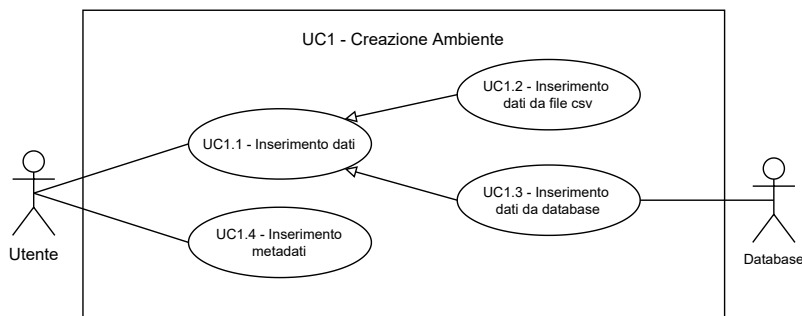 UC1 - Creazione Ambiente
UC1.2 - Inserimento
dati da file csv
UC1.1 - Inserimento dati
UC1.3 - Inserimento
dati da database
UC1.4 - Inserimento
metadati
Utente
Database